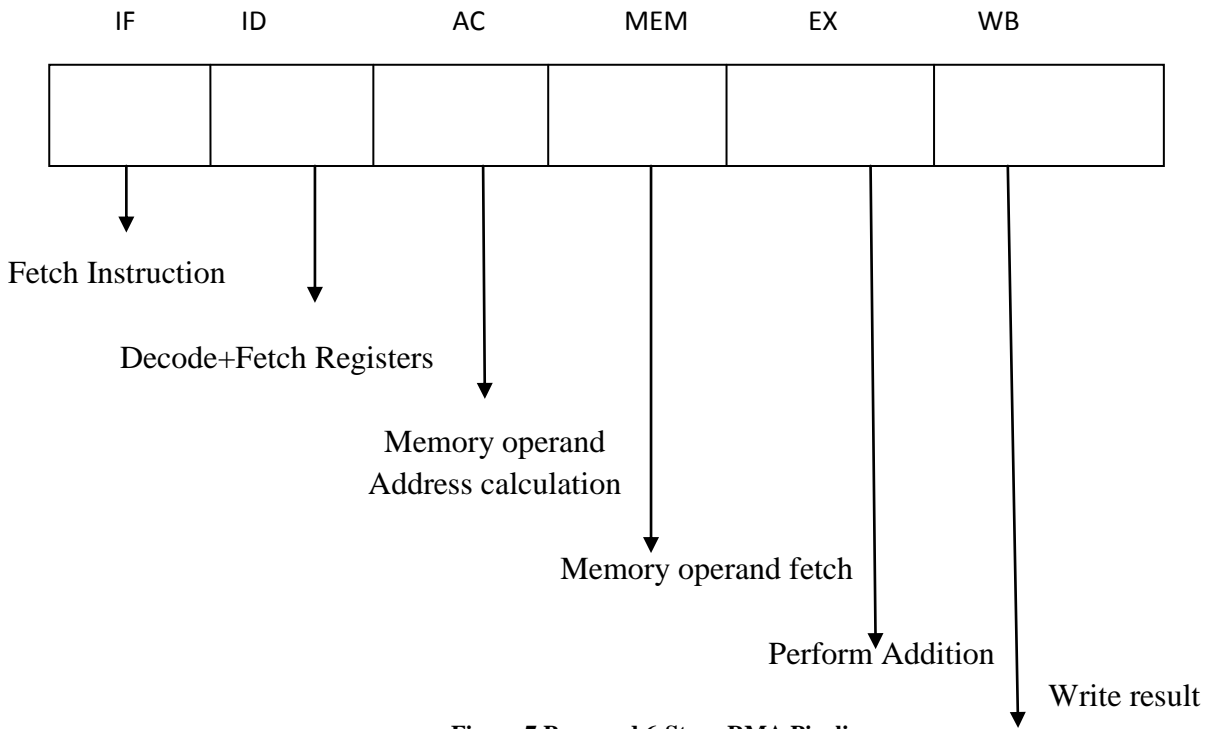 IF ID AC MEM EX WB
Fetch Instruction
Decode+Fetch Registers
Memory operand
Address calculation
Memory operand fetch
Perform Addition
Write result